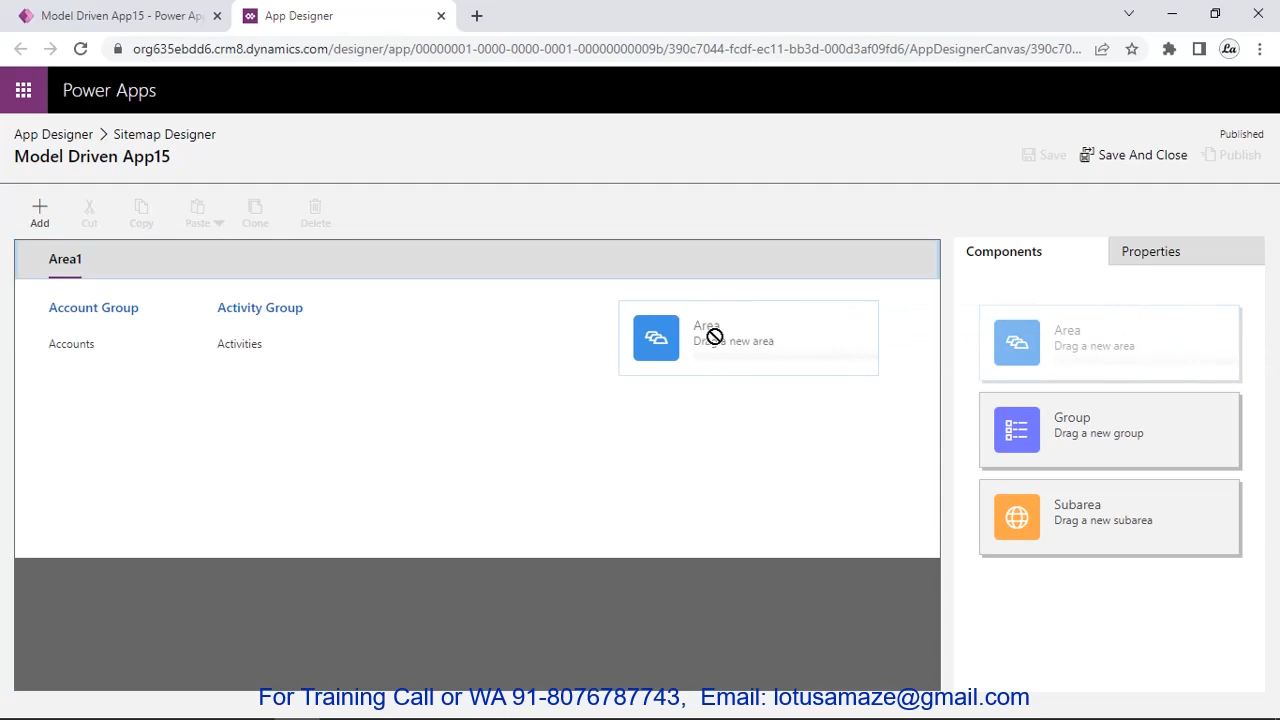 Model Driven App15 - Power Ap
App Designer
org635ebdd6.crm8.dynamics.com/designer/app/00000001-0000-0000-0001-00000000009b/390c7044-fcdf-ec11-bb3d-000d3af09fd6/AppDesignerCanvas/390c70...
Power Apps
App Designer > Sitemap Designer
Published
Model Driven App15
Save
Save And Close
Publish
Add
Cut
Copy
Paste
Clone
Delete
Area1
Components
Properties
Account Group
Activity Group
Accounts
Activities
Area
Drag a new area
Area
Drag a new area
Group
Drag a new group
Subarea
Drag a new subarea
For Training Call or WA 91-8076787743, Email: lotusamaze@gmail.com